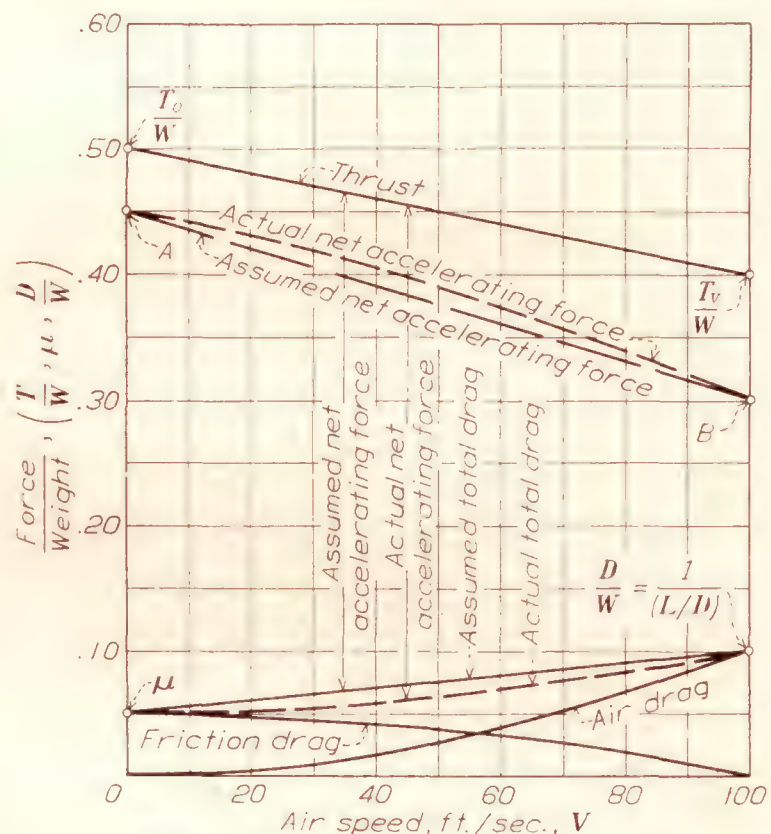 .60
T₀/W
.50
Thrust
Actual net accelerating force
A
Assumed net accelerating force
.40
Tᵥ/W
Force/Weight, (T/W, μ, D/W)
.30
B
Assumed net
accelerating force
Actual net
accelerating force
Assumed total drag
Actual total drag
.20
D/W = 1/(L/D)
.10
μ
Friction drag
Air drag
0 20 40 60 80 100
Air speed, ft./sec., V